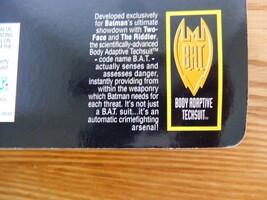 Developed exclusively
for Batman's ultimate
showdown with Two-
Face and The Riddler,
the scientifically-advanced
Body Adaptive Techsuit™
- code name B.A.T. -
actually senses and
assesses danger,
instantly providing from
within the weaponry
which Batman needs for
each threat. It's not just
a B.A.T. suit...it's an
automatic crimefighting
arsenal!
B.A.T.
BODY ADAPTIVE
TECHSUIT™